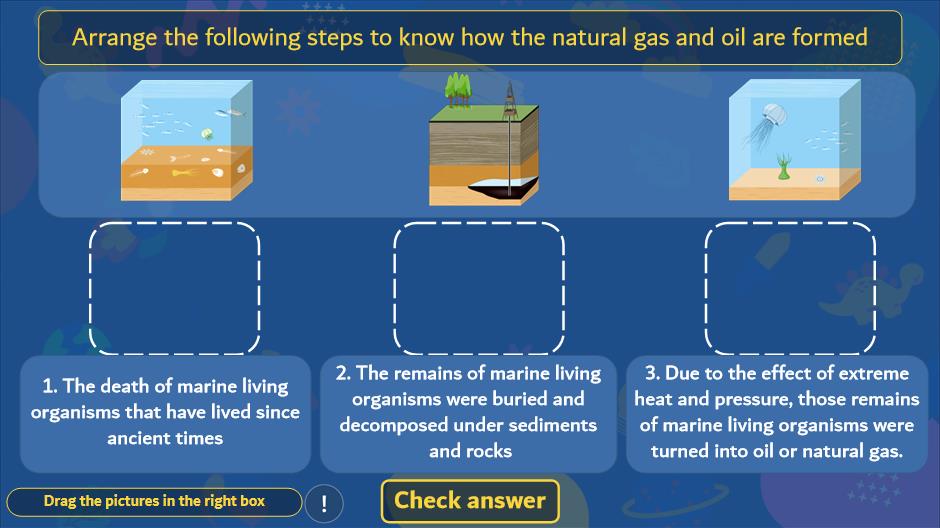 Arrange the following steps to know how the natural gas and oil are formed
1. The death of marine living
organisms that have lived since
ancient times
2. The remains of marine living
organisms were buried and
decomposed under sediments
and rocks
3. Due to the effect of extreme
heat and pressure, those remains
of marine living organisms were
turned into oil or natural gas.
Drag the pictures in the right box
!
Check answer